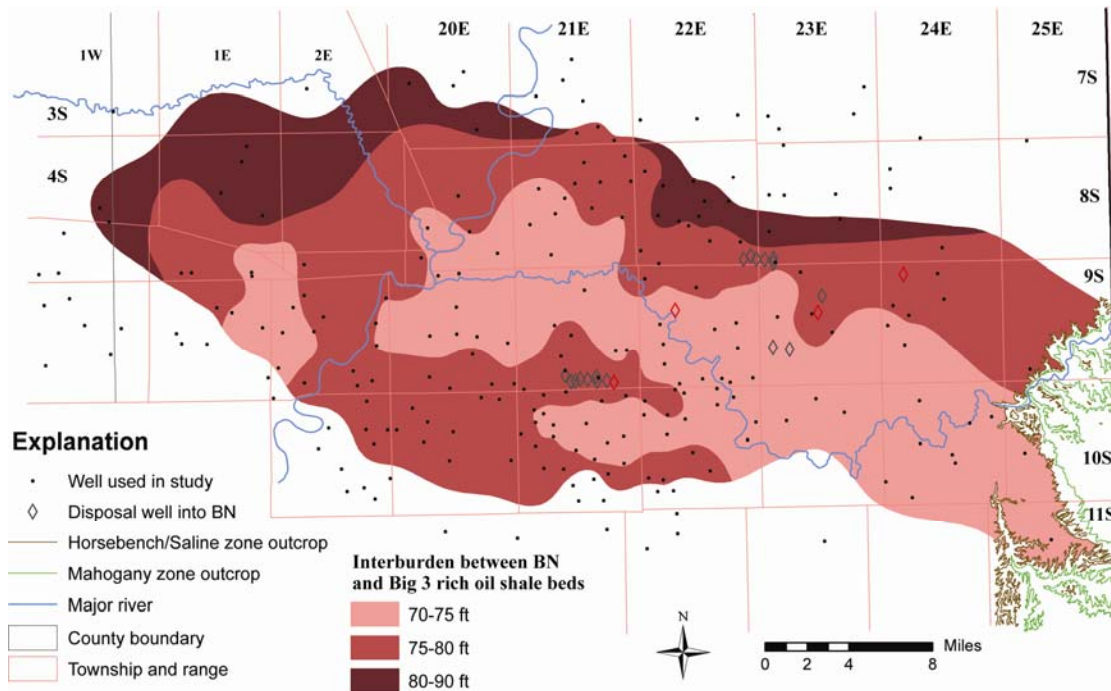 20E 21E 22E 23E 24E 25E
1W 1E 2E
7S
3S
4S
8S
9S
10S
11S
Explanation
Well used in study
Disposal well into BN
Horsebench/Saline zone outcrop
Mahogany zone outcrop
Major river
County boundary
Township and range
Interburden between BN
and Big 3 rich oil shale beds
70-75 ft
75-80 ft
80-90 ft
N
Miles
0 2 4 8